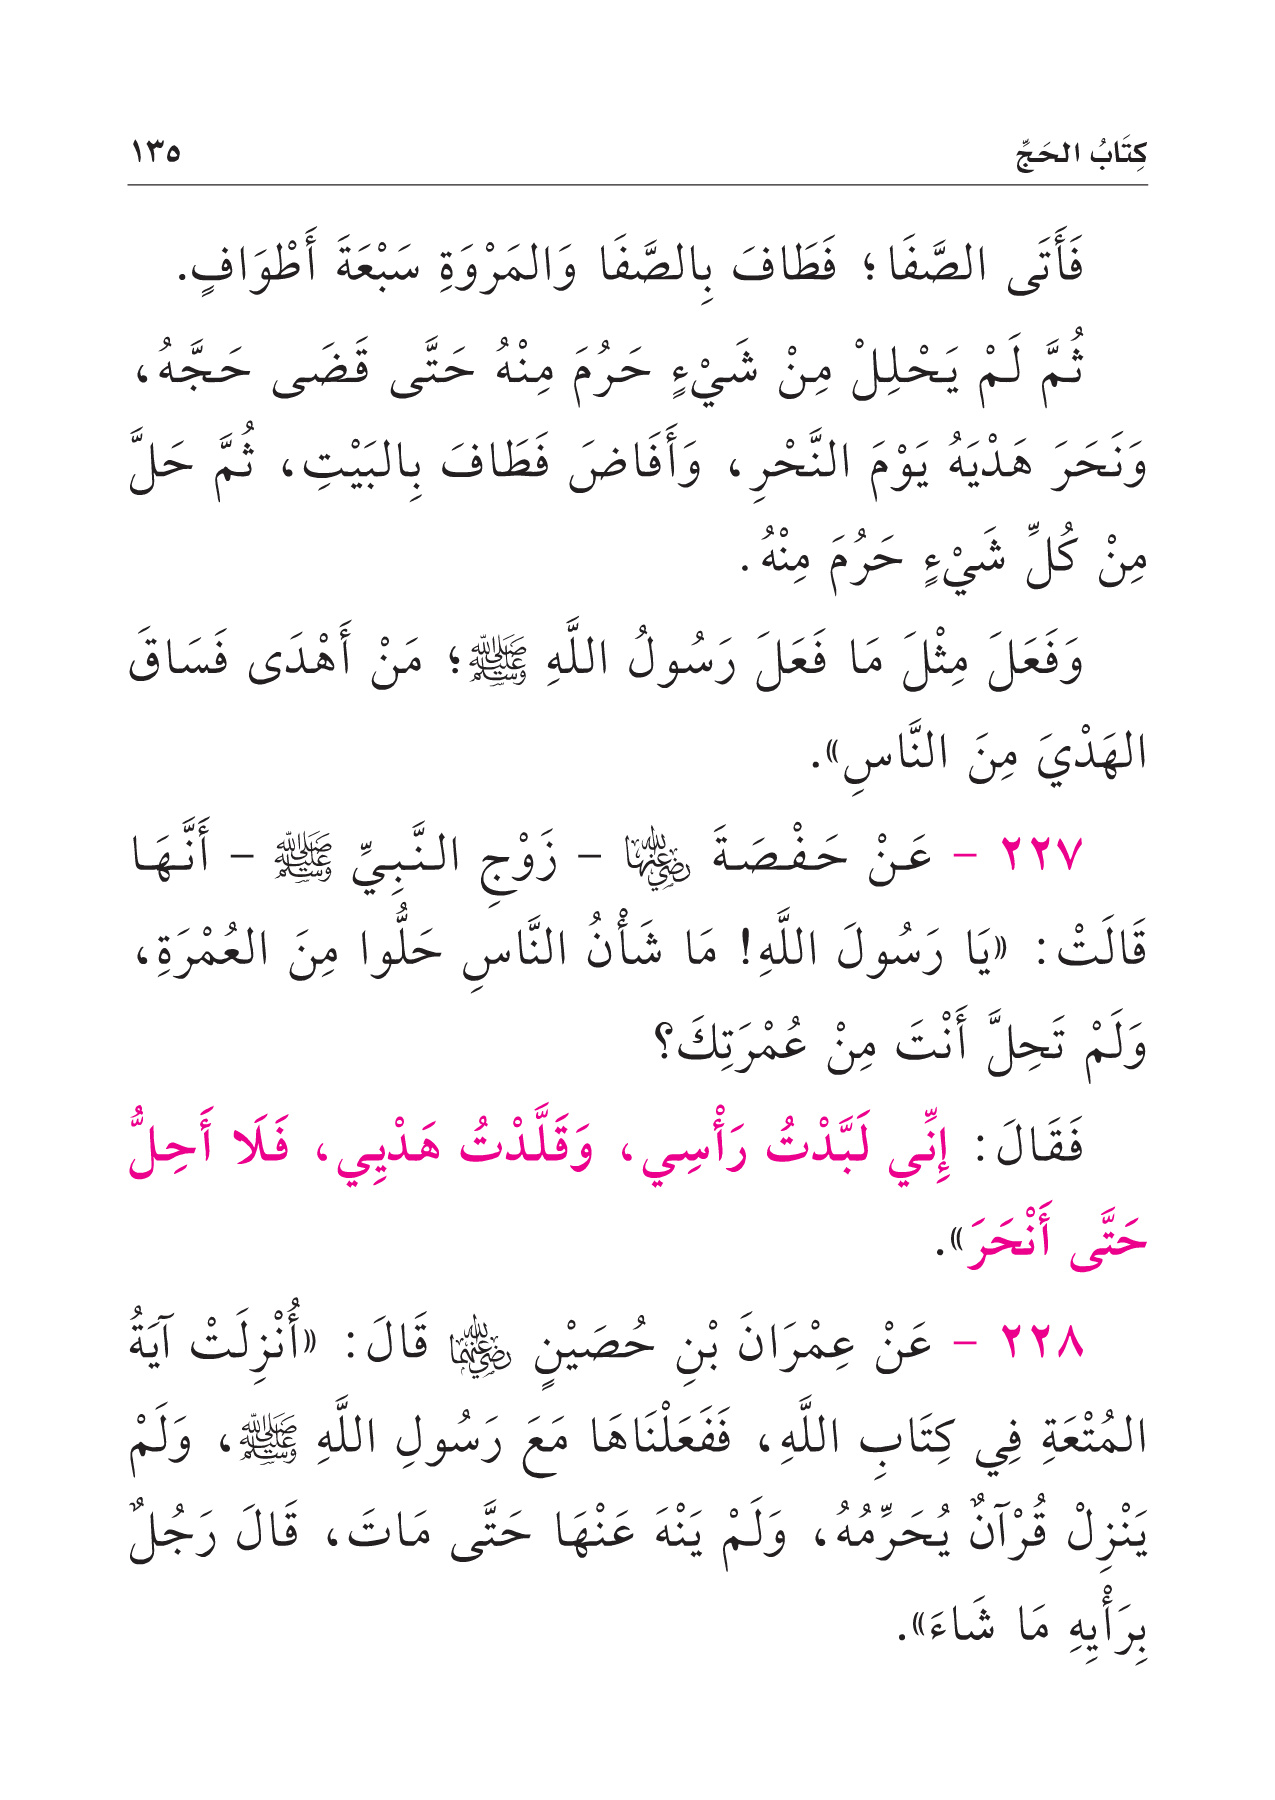 كِتَابُ الحَجِّ ١٣٥
فَأَتَى الصَّفَا؛ فَطَافَ بِالصَّفَا وَالمَرْوَةِ سَبْعَةَ أَطْوَافٍ.
ثُمَّ لَمْ يَحْلِلْ مِنْ شَيْءٍ حَرُمَ مِنْهُ حَتَّى قَضَى حَجَّهُ،
وَنَحَرَ هَدْيَهُ يَوْمَ النَّحْرِ، وَأَفَاضَ فَطَافَ بِالبَيْتِ، ثُمَّ حَلَّ
مِنْ كُلِّ شَيْءٍ حَرُمَ مِنْهُ.
وَفَعَلَ مِثْلَ مَا فَعَلَ رَسُولُ اللَّهِ ﷺ؛ مَنْ أَهْدَى فَسَاقَ
الهَدْيَ مِنَ النَّاسِ».
٢٢٧ - عَنْ حَفْصَةَ رضي الله عنها - زَوْجِ النَّبِيِّ ﷺ - أَنَّهَا
قَالَتْ: «يَا رَسُولَ اللَّهِ! مَا شَأْنُ النَّاسِ حَلُّوا مِنَ العُمْرَةِ،
وَلَمْ تَحِلَّ أَنْتَ مِنْ عُمْرَتِكَ؟
فَقَالَ: إِنِّي لَبَّدْتُ رَأْسِي، وَقَلَّدْتُ هَدْيِي، فَلَا أَحِلُّ
حَتَّى أَنْحَرَ».
٢٢٨ - عَنْ عِمْرَانَ بْنِ حُصَيْنٍ رضي الله عنهما قَالَ: «أُنْزِلَتْ آيَةُ
المُتْعَةِ فِي كِتَابِ اللَّهِ، فَفَعَلْنَاهَا مَعَ رَسُولِ اللَّهِ ﷺ، وَلَمْ
يَنْزِلْ قُرْآنٌ يُحَرِّمُهُ، وَلَمْ يَنْهَ عَنْهَا حَتَّى مَاتَ، قَالَ رَجُلٌ
بِرَأْيِهِ مَا شَاءَ».